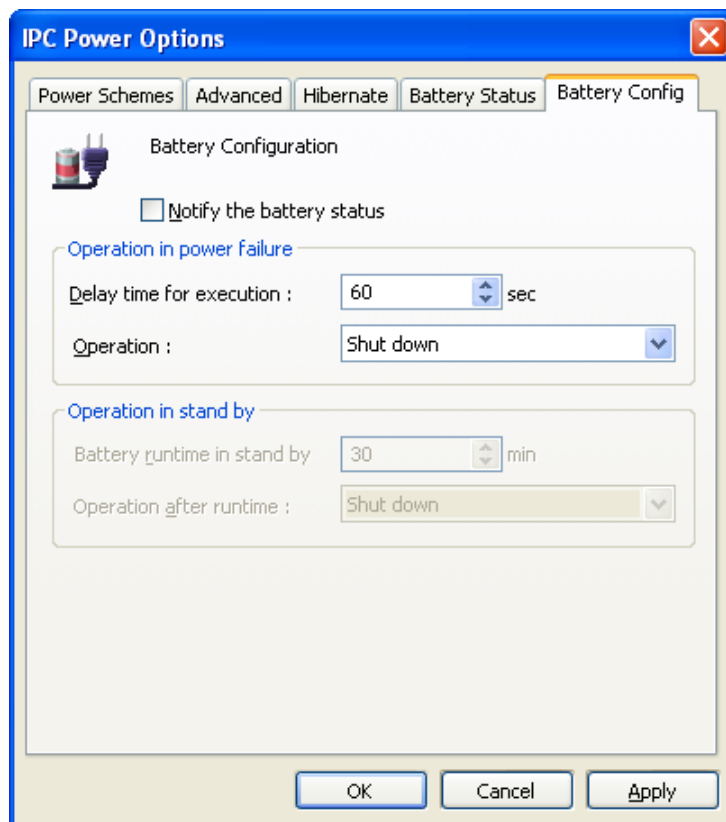 IPC Power Options
Power Schemes Advanced Hibernate Battery Status Battery Config
Battery Configuration
Notify the battery status
Operation in power failure
Delay time for execution : 60 sec
Operation : Shut down
Operation in stand by
Battery runtime in stand by 30 min
Operation after runtime : Shut down
OK Cancel Apply